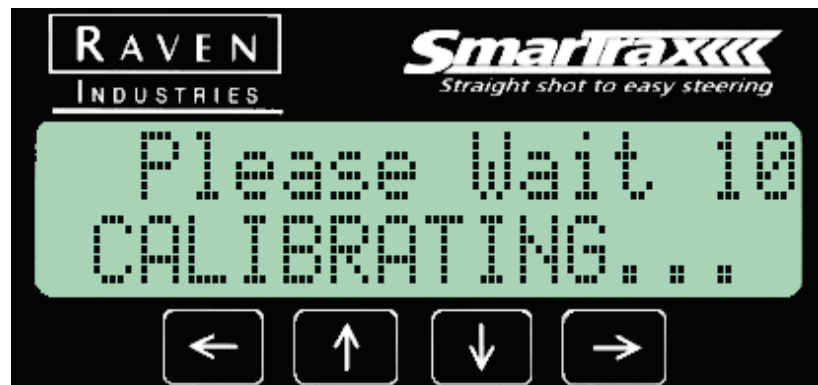 RAVEN
INDUSTRIES
SmarTrax
Straight shot to easy steering
Please Wait 10
CALIBRATING...